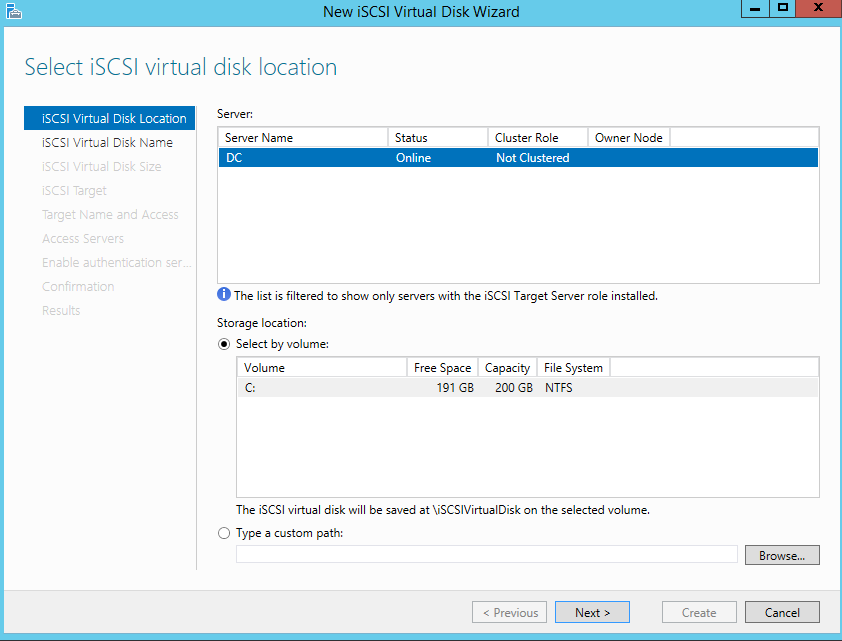 New iSCSI Virtual Disk Wizard
Select iSCSI virtual disk location
iSCSI Virtual Disk Location
iSCSI Virtual Disk Name
iSCSI Virtual Disk Size
iSCSI Target
Target Name and Access
Access Servers
Enable authentication ser...
Confirmation
Results
Server:
Server Name Status Cluster Role Owner Node
DC Online Not Clustered
The list is filtered to show only servers with the iSCSI Target Server role installed.
Storage location:
Select by volume:
Volume Free Space Capacity File System
C: 191 GB 200 GB NTFS
The iSCSI virtual disk will be saved at \iSCSIVirtualDisk on the selected volume.
Type a custom path:
Browse...
< Previous Next > Create Cancel